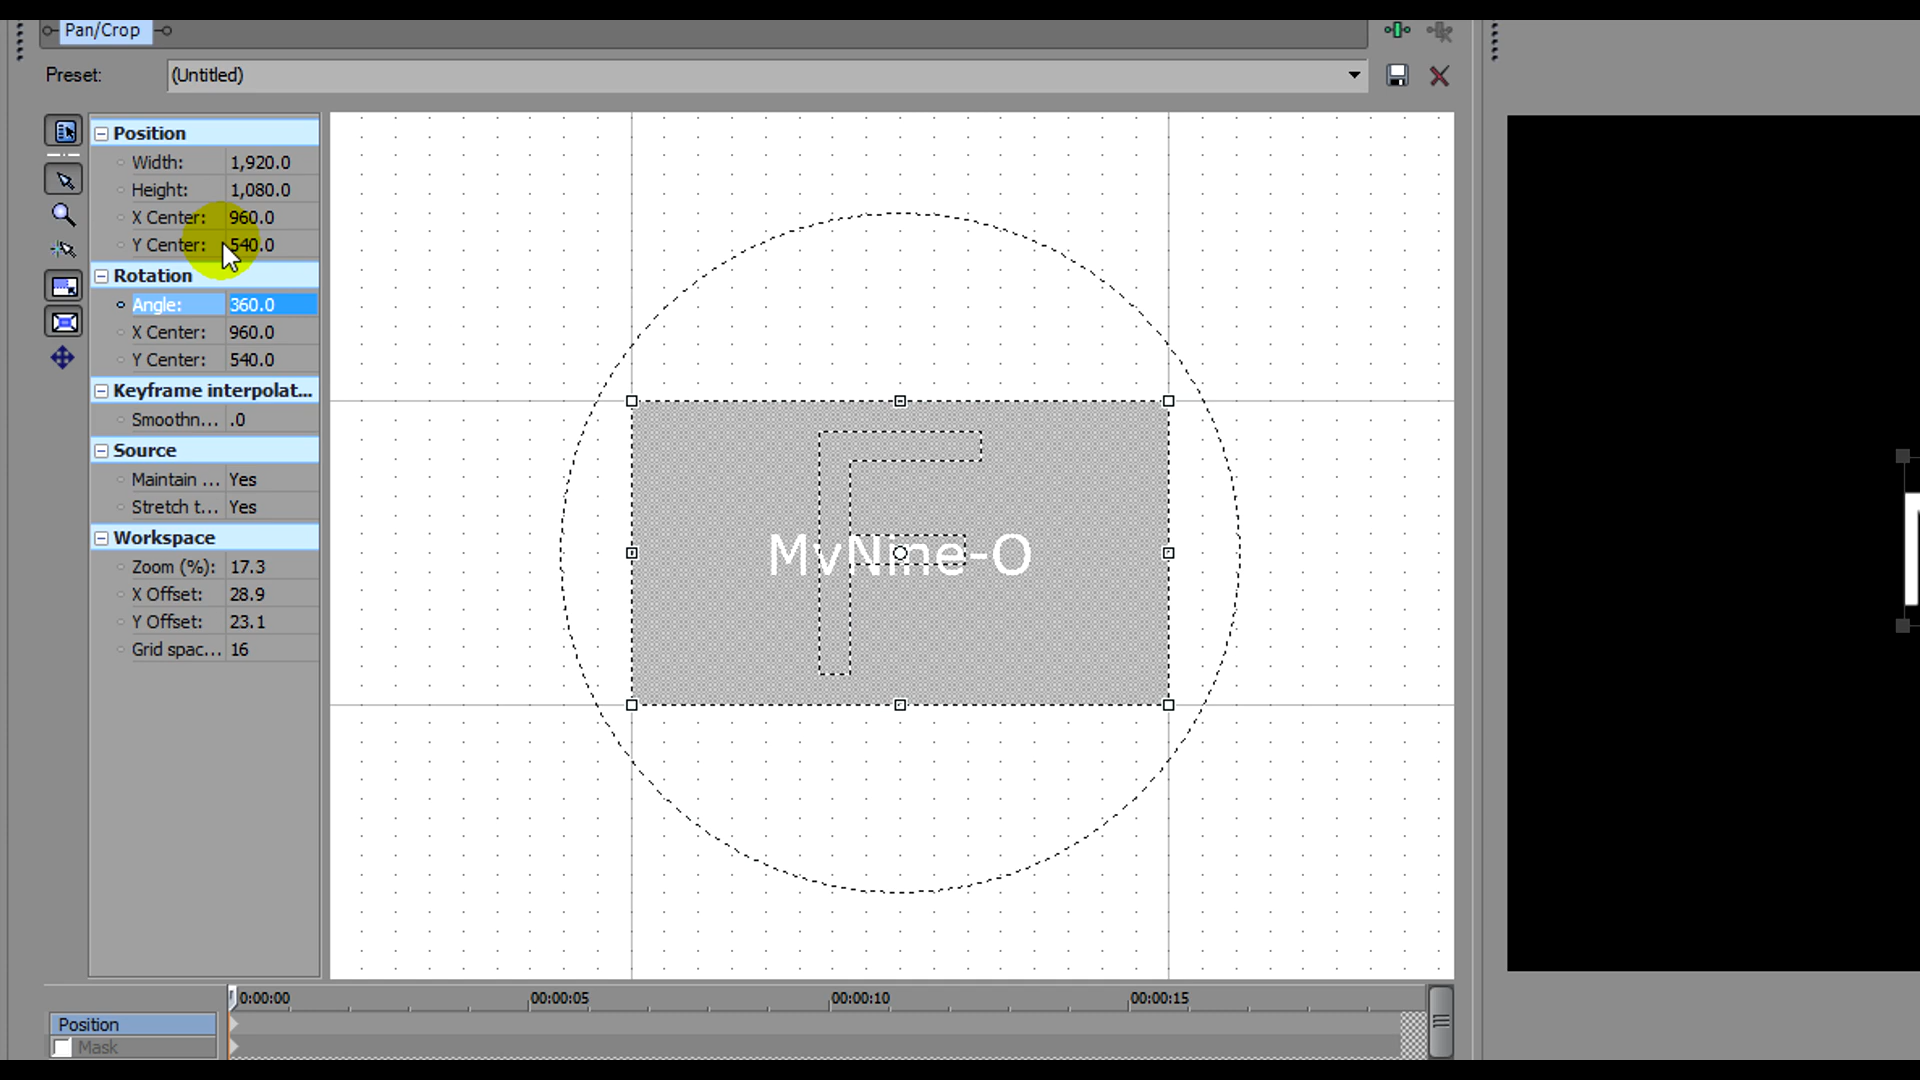 Pan/Crop
Preset: (Untitled)
Position
Width: 1,920.0
Height: 1,080.0
X Center: 960.0
Y Center: 540.0
Rotation
Angle: 360.0
X Center: 960.0
Y Center: 540.0
Keyframe interpolat...
Smoothn... .0
Source
Maintain ... Yes
Stretch t... Yes
Workspace
Zoom (%): 17.3
X Offset: 28.9
Y Offset: 23.1
Grid spac... 16
MyNine-O
0:00:00 00:00:05 00:00:10 00:00:15
Position
Mask